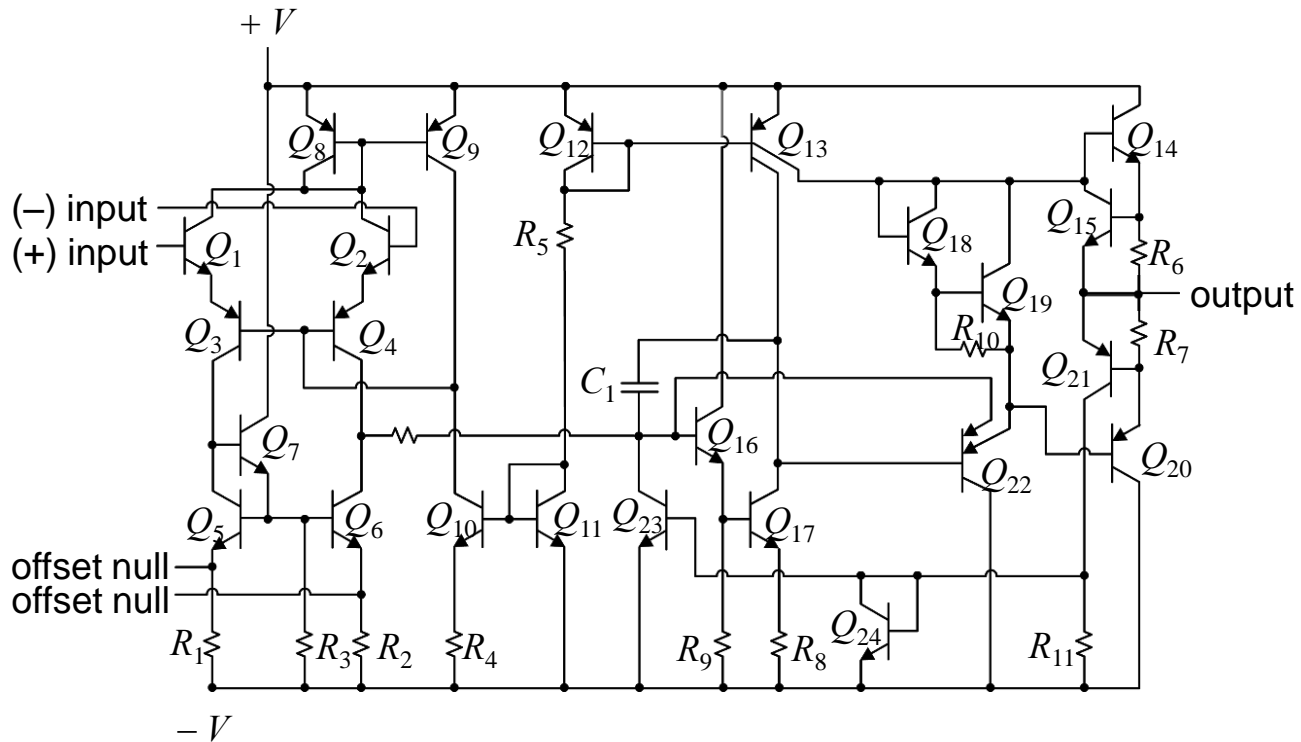 + V
Q8
Q9
Q12
Q13
Q14
(–) input
(+) input
Q1
Q2
R5
Q18
Q15
R6
output
Q3
Q4
Q19
R10
R7
C1
Q21
Q7
Q16
Q22
Q20
Q5
Q6
Q10
Q11
Q23
Q17
offset null
offset null
R1
R3
R2
R4
R9
R8
Q24
R11
– V